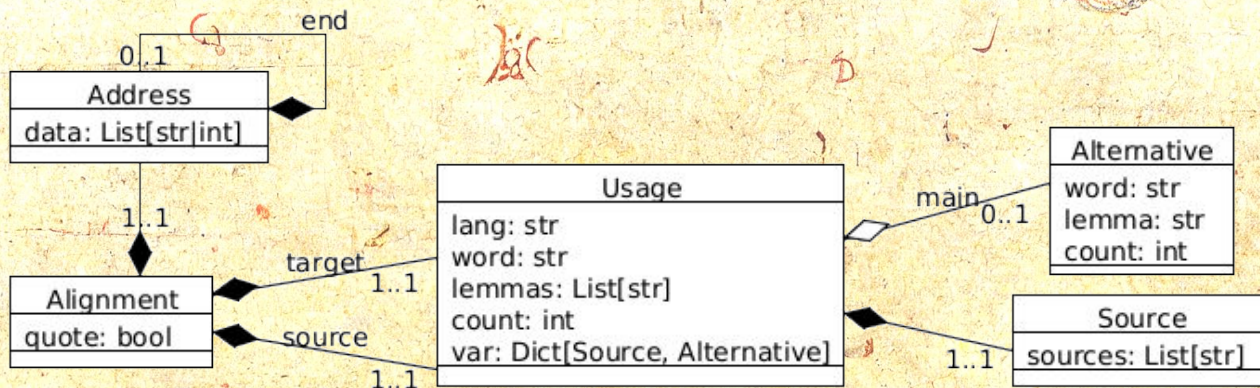 end
0..1
Address
data: List[str|int]
1..1
Alignment
quote: bool
target
1..1
source
1..1
Usage
lang: str
word: str
lemmas: List[str]
count: int
var: Dict[Source, Alternative]
main
0..1
Alternative
word: str
lemma: str
count: int
1..1
Source
sources: List[str]